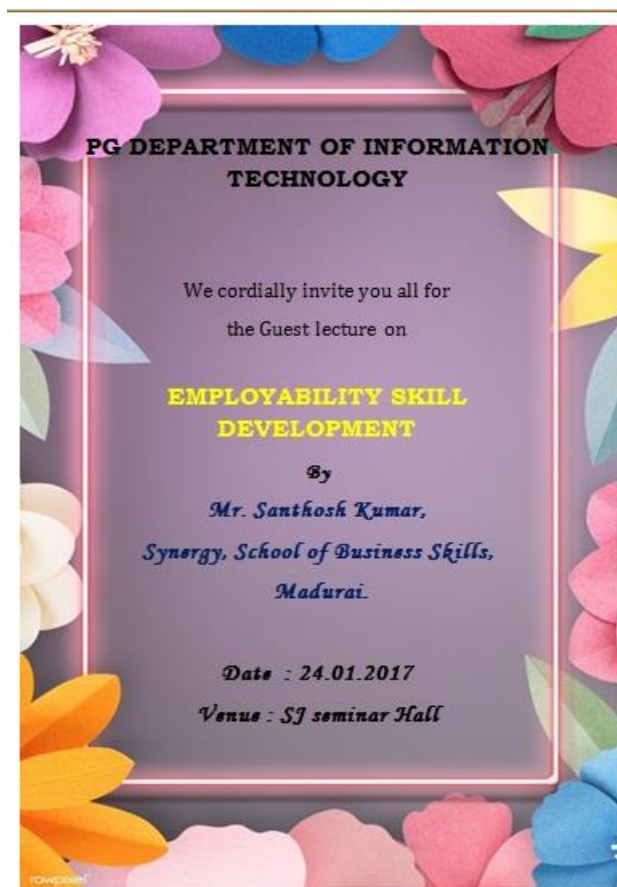 PG DEPARTMENT OF INFORMATION
TECHNOLOGY
We cordially invite you all for
the Guest lecture on
EMPLOYABILITY SKILL
DEVELOPMENT
By
Mr. Santhosh Kumar,
Synergy, School of Business Skills,
Madurai.
Date : 24.01.2017
Venue : SJ seminar Hall
rawpixel